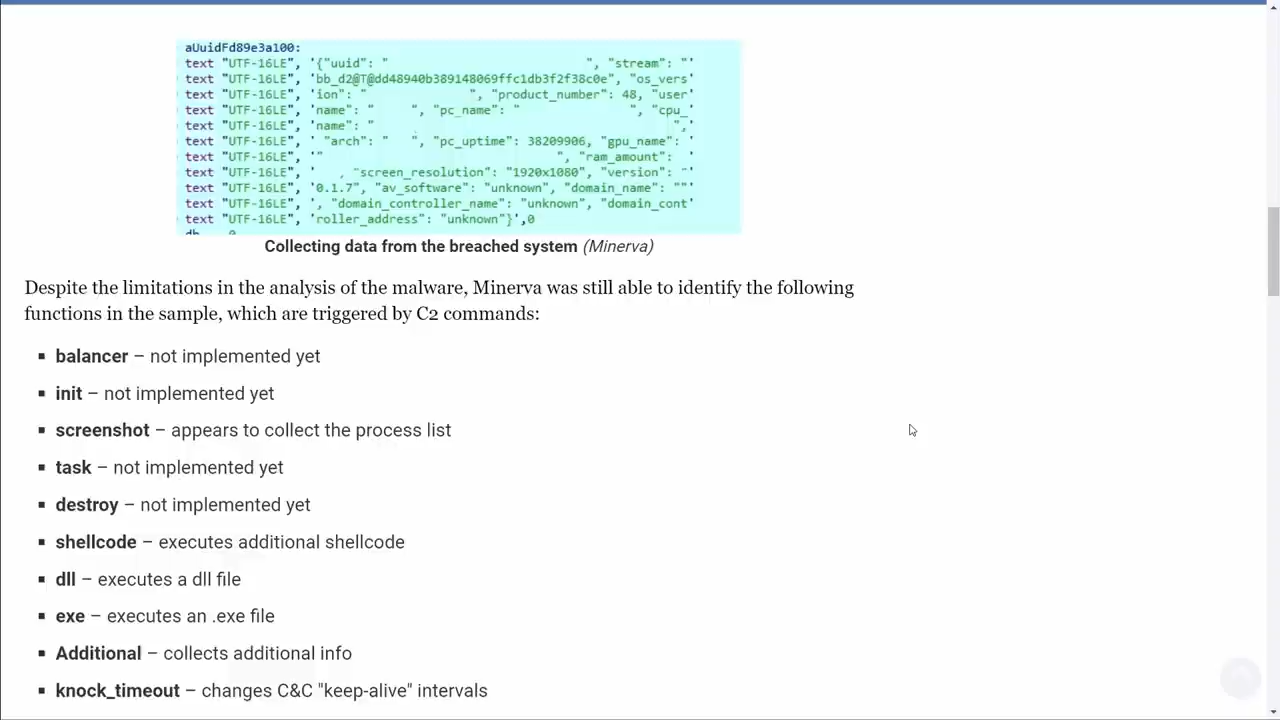 aUuidFd89e3a100:
text "UTF-16LE", '{"uuid": " ", "stream": "'
text "UTF-16LE", 'bb_d2@T@dd48940b389148069ffc1db3f2f38c0e", "os_vers'
text "UTF-16LE", 'ion": " ", "product_number": 48, "user'
text "UTF-16LE", 'name": " ", "pc_name": " ", "cpu_'
text "UTF-16LE", 'name": " ",'
text "UTF-16LE", ' "arch": " ", "pc_uptime": 38209906, "gpu_name": '
text "UTF-16LE", '" ", "ram_amount": '
text "UTF-16LE", ' , "screen_resolution": "1920x1080", "version": "'
text "UTF-16LE", '0.1.7", "av_software": "unknown", "domain_name": ""'
text "UTF-16LE", ', "domain_controller_name": "unknown", "domain_cont'
text "UTF-16LE", 'roller_address": "unknown"}',0
db 0
Collecting data from the breached system (Minerva)
Despite the limitations in the analysis of the malware, Minerva was still able to identify the following
functions in the sample, which are triggered by C2 commands:
▪ balancer – not implemented yet
▪ init – not implemented yet
▪ screenshot – appears to collect the process list
▪ task – not implemented yet
▪ destroy – not implemented yet
▪ shellcode – executes additional shellcode
▪ dll – executes a dll file
▪ exe – executes an .exe file
▪ Additional – collects additional info
▪ knock_timeout – changes C&C "keep-alive" intervals